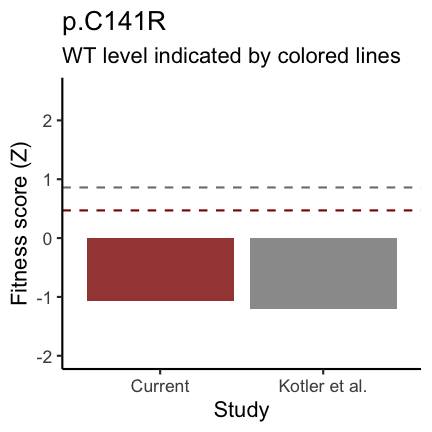 p.C141R
WT level indicated by colored lines
Fitness score (Z)
2
1
0
-1
-2
Current
Kotler et al.
Study